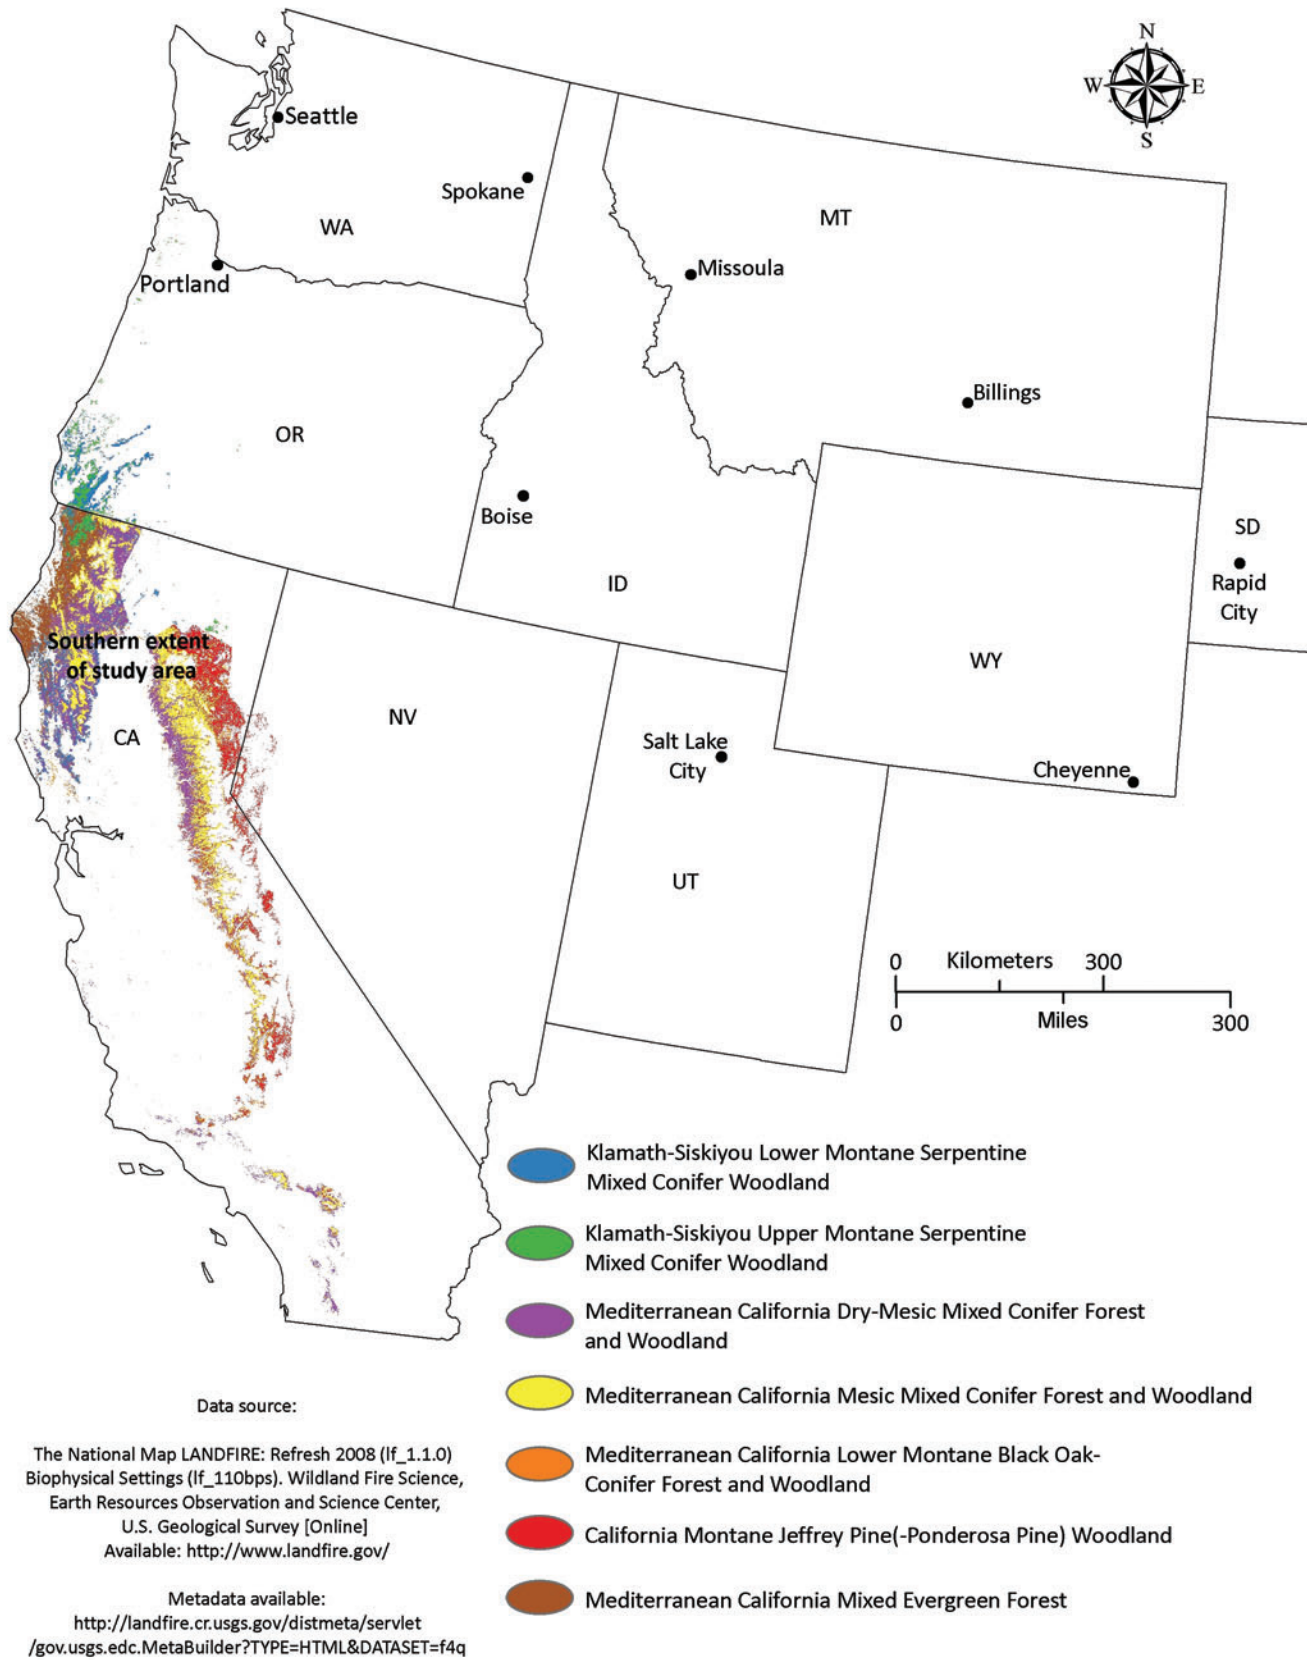 N
W
E
S
Seattle
Spokane
WA
MT
Missoula
Portland
Billings
OR
Boise
SD
Rapid
City
ID
Southern extent
of study area
WY
NV
CA
Salt Lake
City
Cheyenne
UT
0 Kilometers 300
0 Miles 300
Klamath-Siskiyou Lower Montane Serpentine
Mixed Conifer Woodland
Klamath-Siskiyou Upper Montane Serpentine
Mixed Conifer Woodland
Mediterranean California Dry-Mesic Mixed Conifer Forest
and Woodland
Mediterranean California Mesic Mixed Conifer Forest and Woodland
Mediterranean California Lower Montane Black Oak-
Conifer Forest and Woodland
California Montane Jeffrey Pine(-Ponderosa Pine) Woodland
Mediterranean California Mixed Evergreen Forest
Data source:
The National Map LANDFIRE: Refresh 2008 (lf_1.1.0)
Biophysical Settings (lf_110bps). Wildland Fire Science,
Earth Resources Observation and Science Center,
U.S. Geological Survey [Online]
Available: http://www.landfire.gov/
Metadata available:
http://landfire.cr.usgs.gov/distmeta/servlet
/gov.usgs.edc.MetaBuilder?TYPE=HTML&DATASET=f4q